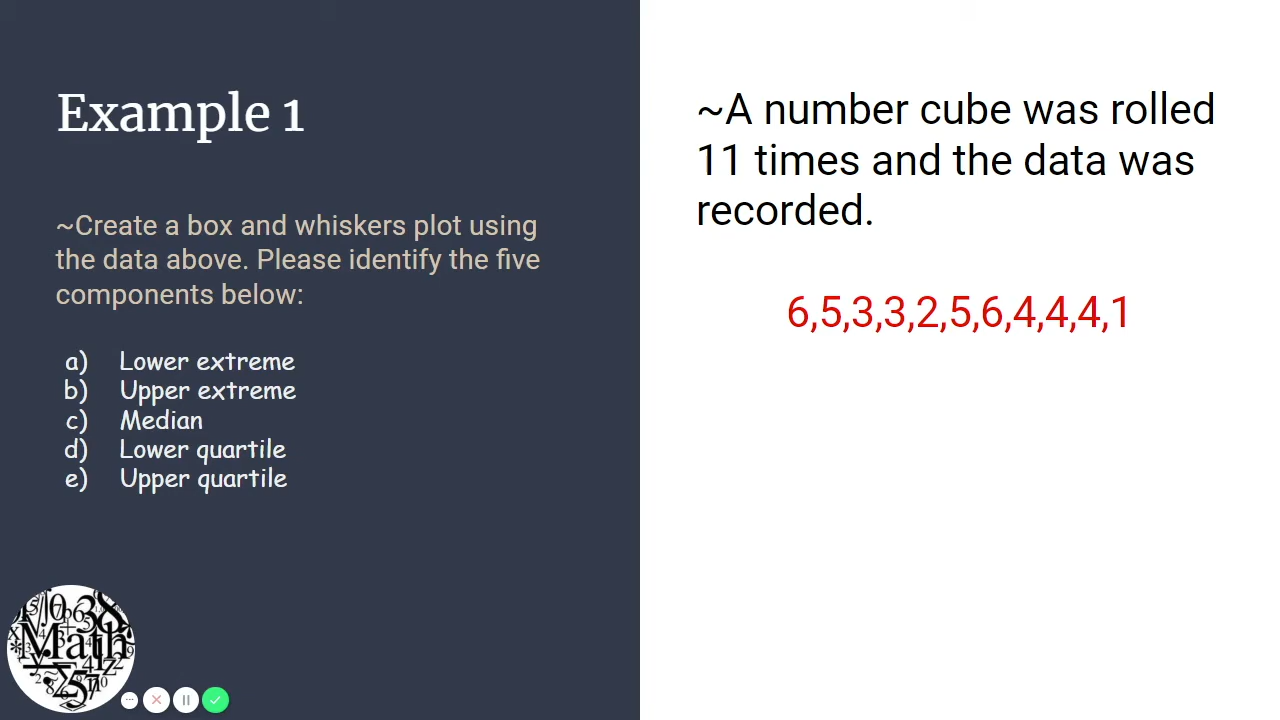 Example 1
~Create a box and whiskers plot using
the data above. Please identify the five
components below:
a) Lower extreme
b) Upper extreme
c) Median
d) Lower quartile
e) Upper quartile
Math
~A number cube was rolled
11 times and the data was
recorded.
6,5,3,3,2,5,6,4,4,4,1